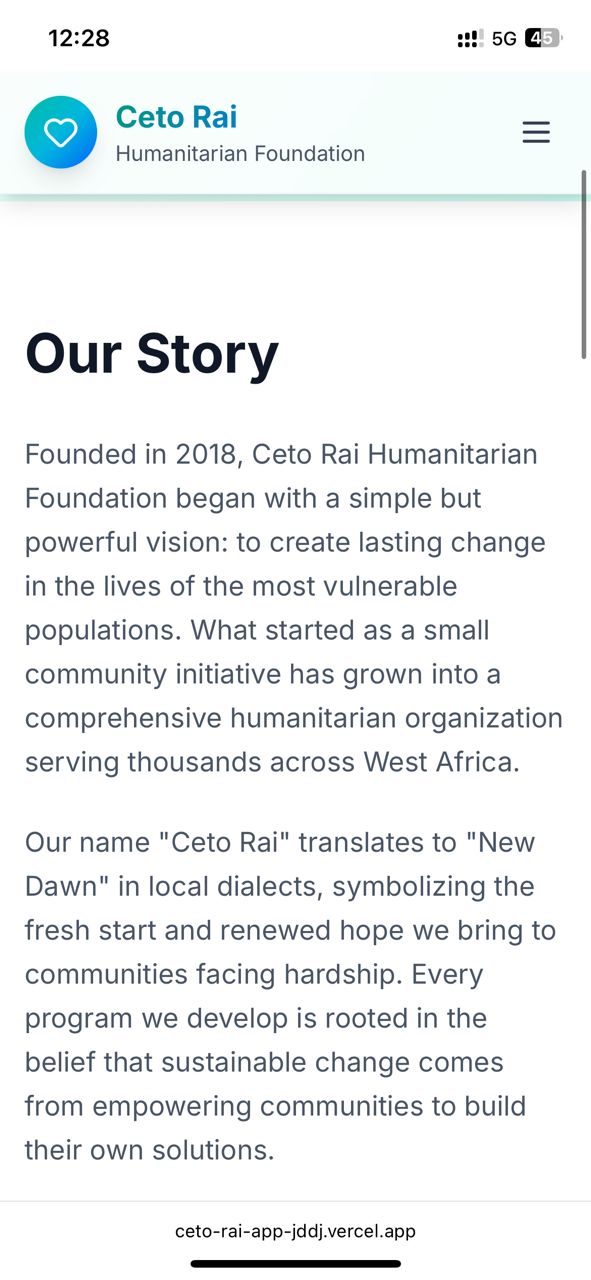 12:28
5G
45
Ceto Rai
Humanitarian Foundation
Our Story
Founded in 2018, Ceto Rai Humanitarian
Foundation began with a simple but
powerful vision: to create lasting change
in the lives of the most vulnerable
populations. What started as a small
community initiative has grown into a
comprehensive humanitarian organization
serving thousands across West Africa.
Our name "Ceto Rai" translates to "New
Dawn" in local dialects, symbolizing the
fresh start and renewed hope we bring to
communities facing hardship. Every
program we develop is rooted in the
belief that sustainable change comes
from empowering communities to build
their own solutions.
ceto-rai-app-jddj.vercel.app